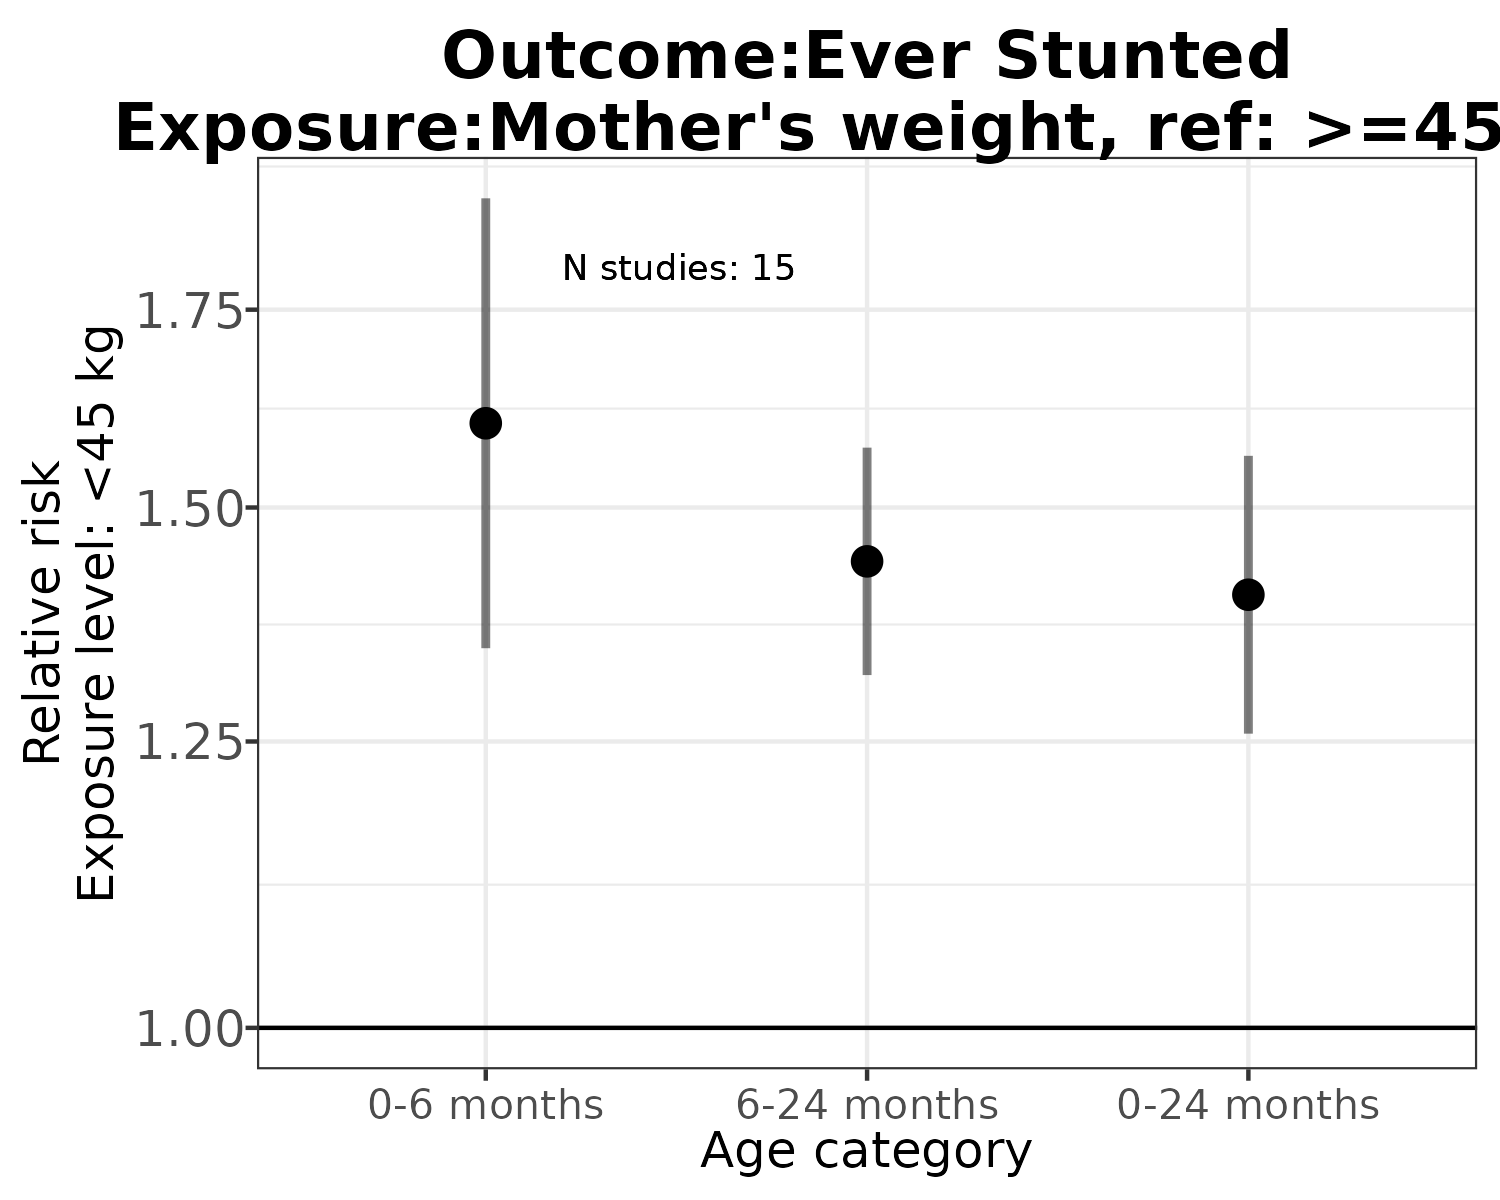 Outcome:Ever Stunted
Exposure:Mother's weight, ref: >=45
N studies: 15
Relative risk
Exposure level: <45 kg
1.75
1.50
1.25
1.00
0-6 months
6-24 months
0-24 months
Age category